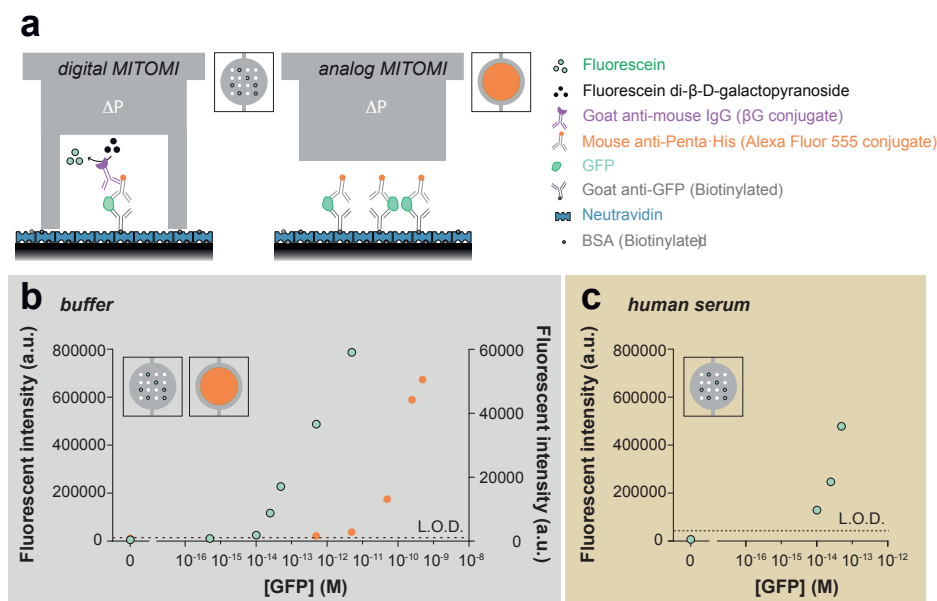 a
digital MITOMI
ΔP
analog MITOMI
ΔP
Fluorescein
Fluorescein di-β-D-galactopyranoside
Goat anti-mouse IgG (βG conjugate)
Mouse anti-Penta·His (Alexa Fluor 555 conjugate)
GFP
Goat anti-GFP (Biotinylated)
Neutravidin
BSA (Biotinylated)
b buffer
Fluorescent intensity (a.u.)
800000
600000
400000
200000
0
60000
40000
20000
0
Fluorescent intensity (a.u.)
L.O.D.
0 10⁻¹⁶ 10⁻¹⁵ 10⁻¹⁴ 10⁻¹³ 10⁻¹² 10⁻¹¹ 10⁻¹⁰ 10⁻⁹ 10⁻⁸
[GFP] (M)
c human serum
Fluorescent intensity (a.u.)
800000
600000
400000
200000
0
L.O.D.
0 10⁻¹⁶ 10⁻¹⁵ 10⁻¹⁴ 10⁻¹³ 10⁻¹²
[GFP] (M)